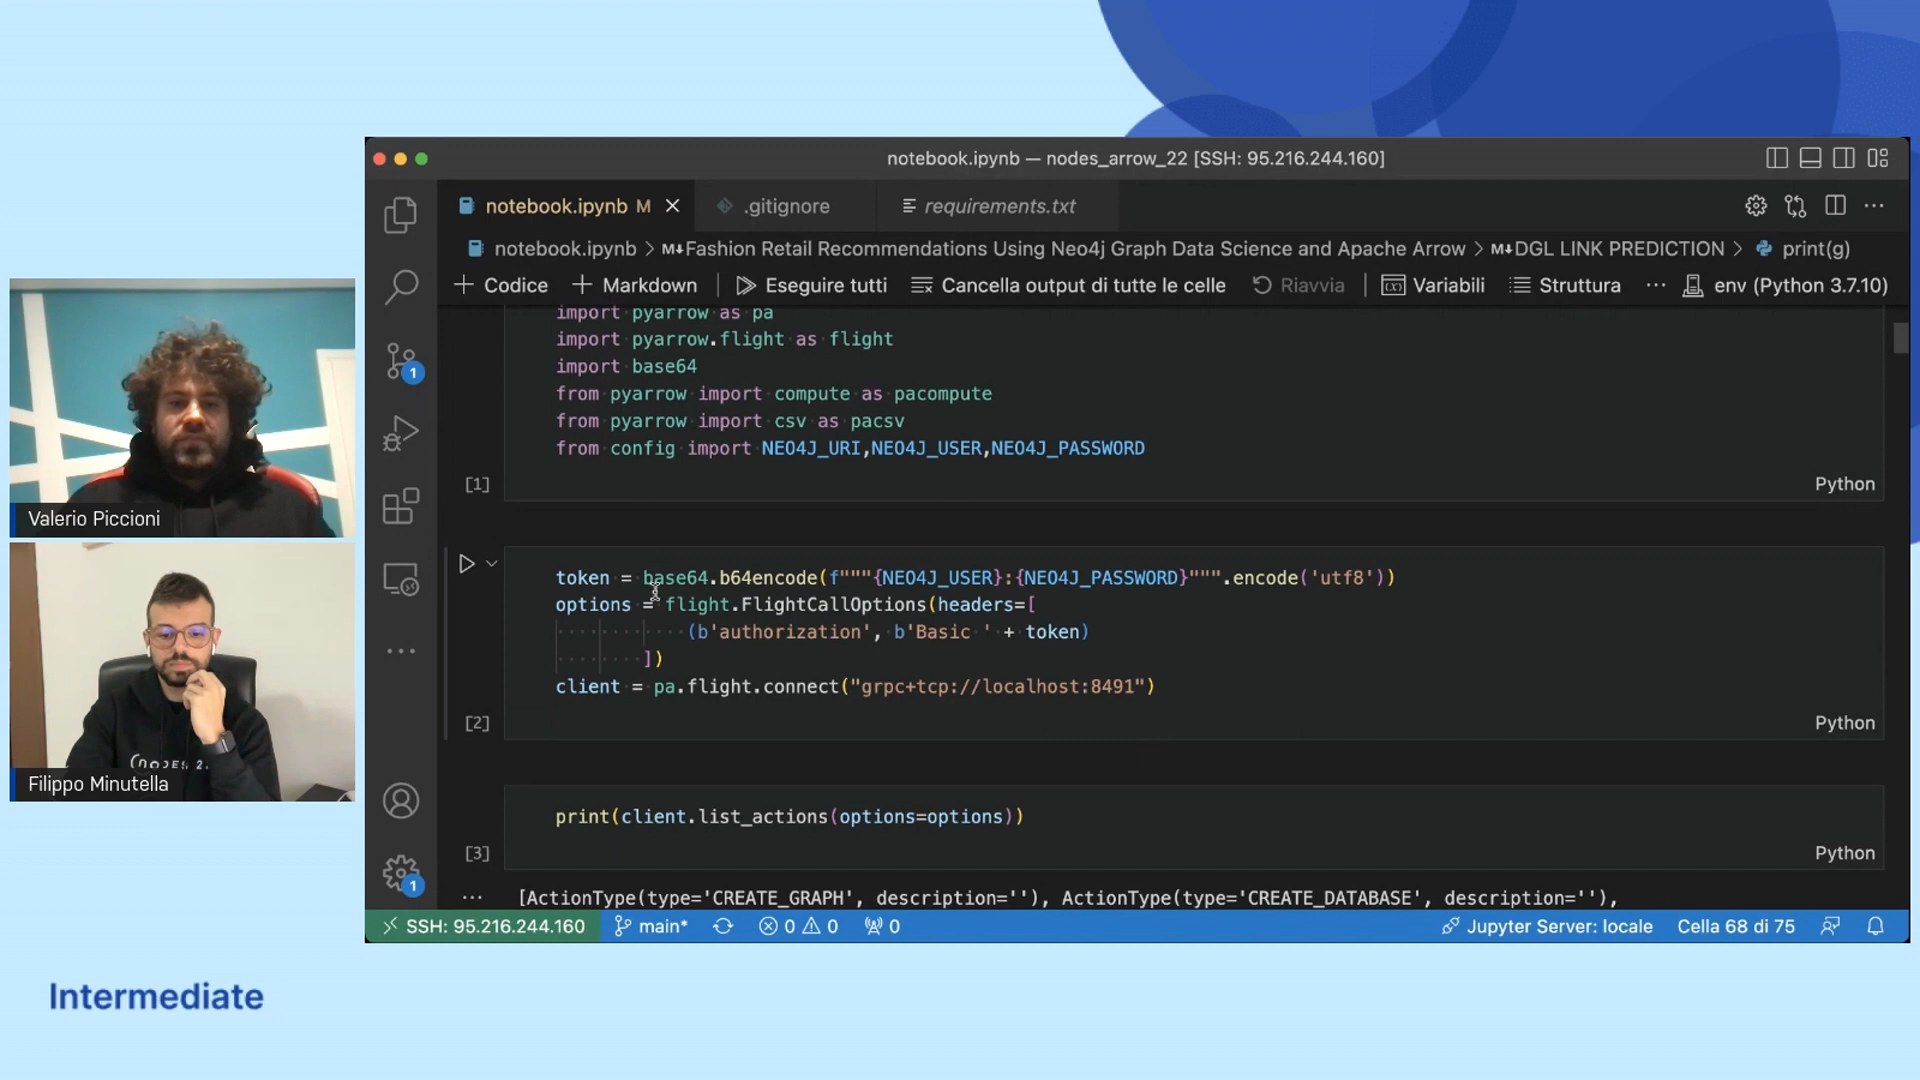 notebook.ipynb — nodes_arrow_22 [SSH: 95.216.244.160]
notebook.ipynb M
.gitignore
requirements.txt
notebook.ipynb > M↓Fashion Retail Recommendations Using Neo4j Graph Data Science and Apache Arrow > M↓DGL LINK PREDICTION > print(g)
+ Codice + Markdown Eseguire tutti Cancella output di tutte le celle Riavvia Variabili Struttura ... env (Python 3.7.10)
import pyarrow as pa
import pyarrow.flight as flight
import base64
from pyarrow import compute as pacompute
from pyarrow import csv as pacsv
from config import NEO4J_URI,NEO4J_USER,NEO4J_PASSWORD
[1]
Python
token = base64.b64encode(f"""{NEO4J_USER}:{NEO4J_PASSWORD}""".encode('utf8'))
options = flight.FlightCallOptions(headers=[
(b'authorization', b'Basic ' + token)
])
client = pa.flight.connect("grpc+tcp://localhost:8491")
[2]
Python
print(client.list_actions(options=options))
[3]
Python
... [ActionType(type='CREATE_GRAPH', description=''), ActionType(type='CREATE_DATABASE', description=''),
1
1
SSH: 95.216.244.160 main* 0 0 0 Jupyter Server: locale Cella 68 di 75
Valerio Piccioni
(NODES 2
Filippo Minutella
Intermediate